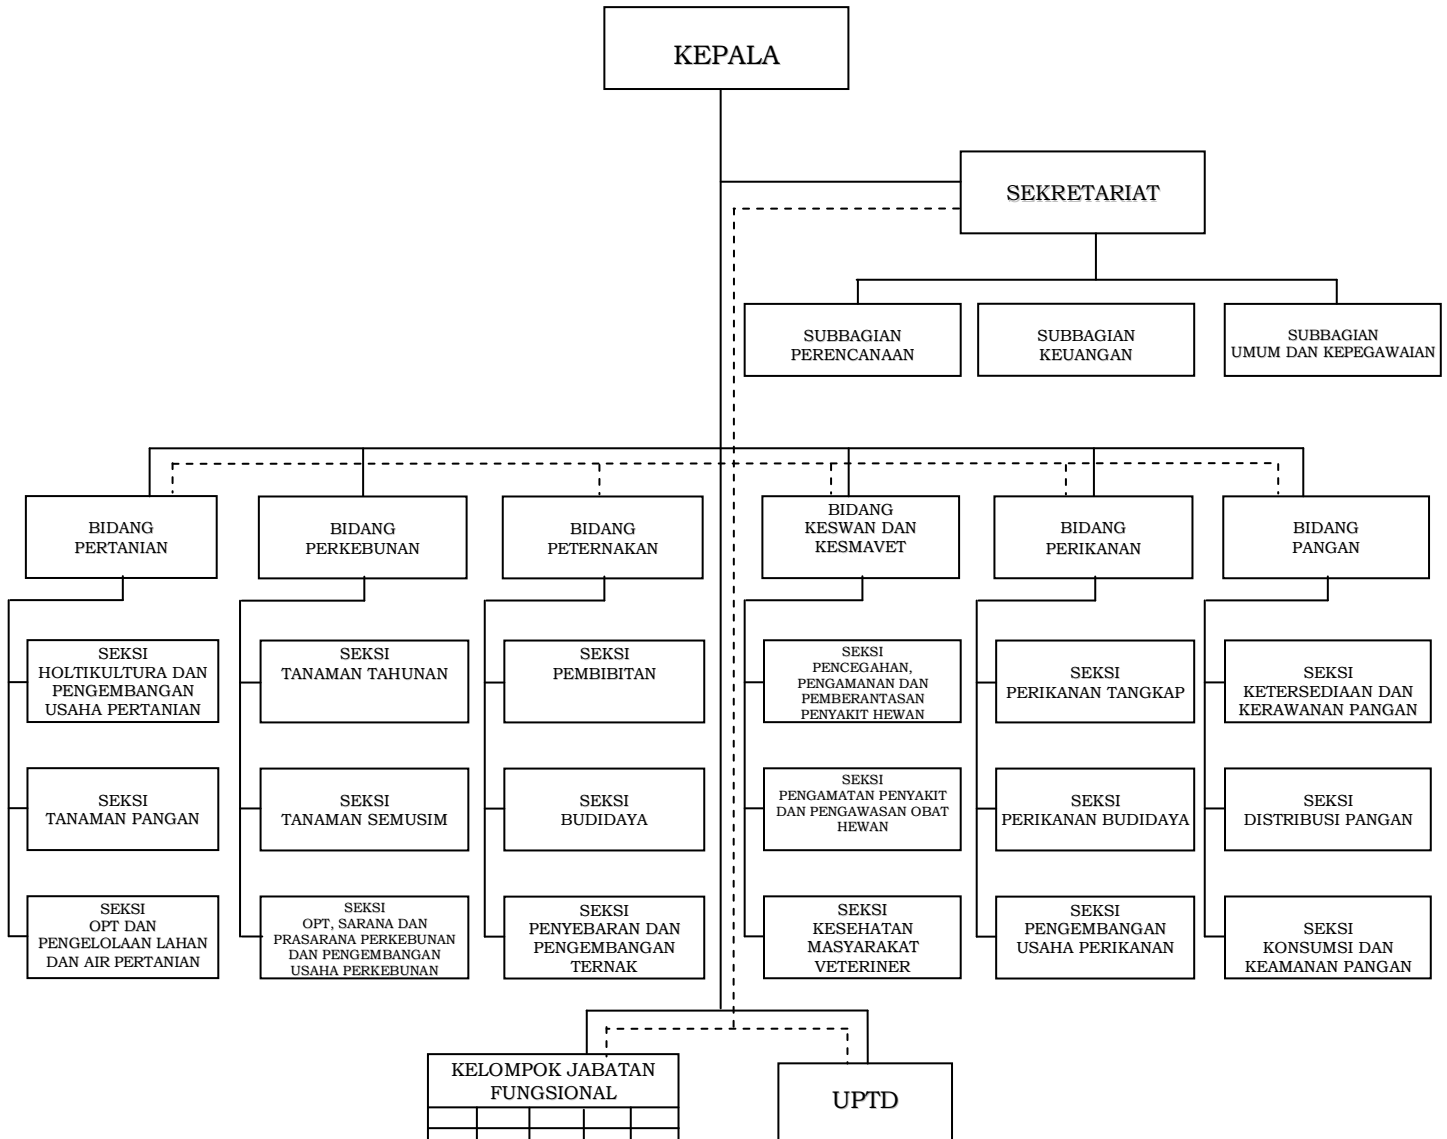 KEPALA
SEKRETARIAT
SUBBAGIAN
PERENCANAAN
SUBBAGIAN
KEUANGAN
SUBBAGIAN
UMUM DAN KEPEGAWAIAN
BIDANG
PERTANIAN
BIDANG
PERKEBUNAN
BIDANG
PETERNAKAN
BIDANG
KESWAN DAN
KESMAVET
BIDANG
PERIKANAN
BIDANG
PANGAN
SEKSI
HOLTIKULTURA DAN
PENGEMBANGAN
USAHA PERTANIAN
SEKSI
TANAMAN TAHUNAN
SEKSI
PEMBIBITAN
SEKSI
PENCEGAHAN,
PENGAMANAN DAN
PEMBERANTASAN
PENYAKIT HEWAN
SEKSI
PERIKANAN TANGKAP
SEKSI
KETERSEDIAAN DAN
KERAWANAN PANGAN
SEKSI
TANAMAN PANGAN
SEKSI
TANAMAN SEMUSIM
SEKSI
BUDIDAYA
SEKSI
PENGAMATAN PENYAKIT
DAN PENGAWASAN OBAT
HEWAN
SEKSI
PERIKANAN BUDIDAYA
SEKSI
DISTRIBUSI PANGAN
SEKSI
OPT DAN
PENGELOLAAN LAHAN
DAN AIR PERTANIAN
SEKSI
OPT, SARANA DAN
PRASARANA PERKEBUNAN
DAN PENGEMBANGAN
USAHA PERKEBUNAN
SEKSI
PENYEBARAN DAN
PENGEMBANGAN
TERNAK
SEKSI
KESEHATAN
MASYARAKAT
VETERINER
SEKSI
PENGEMBANGAN
USAHA PERIKANAN
SEKSI
KONSUMSI DAN
KEAMANAN PANGAN
KELOMPOK JABATAN
FUNGSIONAL
UPTD